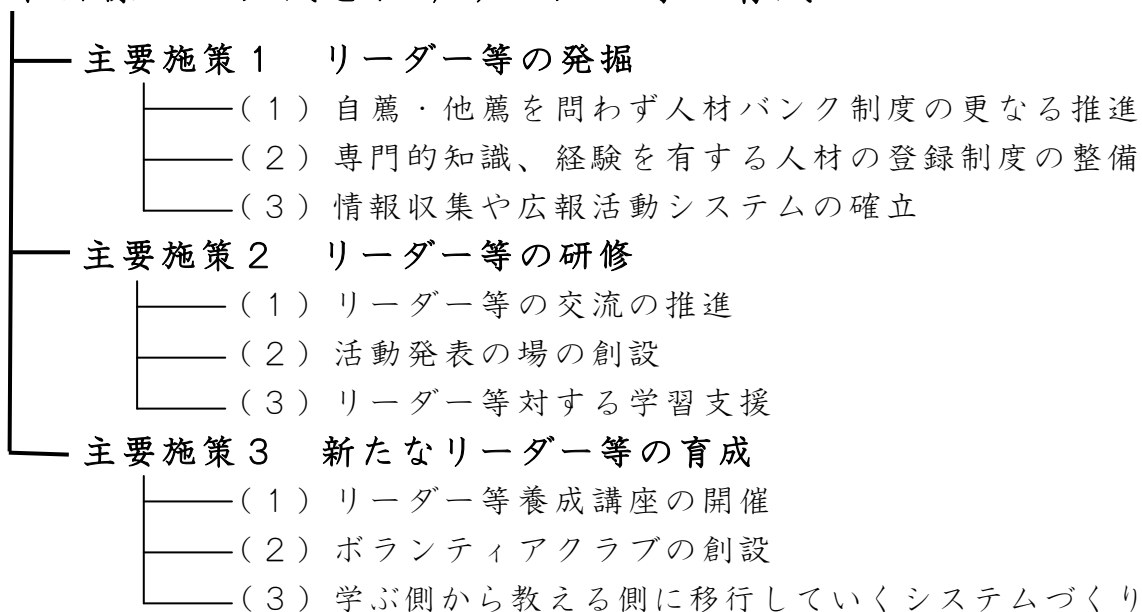 主要施策1 リーダー等の発掘
(1)自薦・他薦を問わず人材バンク制度の更なる推進
(2)専門的知識、経験を有する人材の登録制度の整備
(3)情報収集や広報活動システムの確立
主要施策2 リーダー等の研修
(1)リーダー等の交流の推進
(2)活動発表の場の創設
(3)リーダー等対する学習支援
主要施策3 新たなリーダー等の育成
(1)リーダー等養成講座の開催
(2)ボランティアクラブの創設
(3)学ぶ側から教える側に移行していくシステムづくり